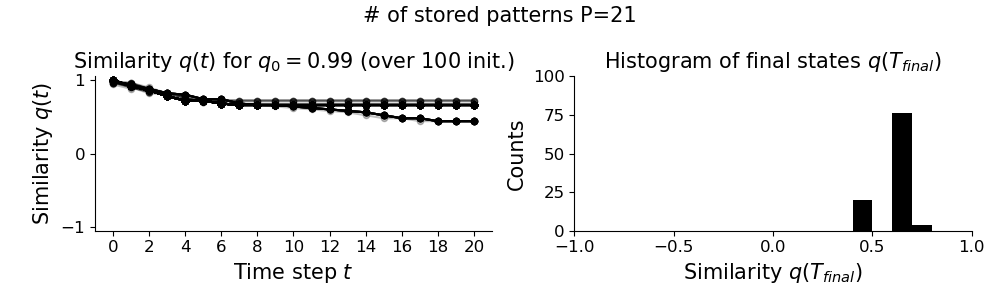 # of stored patterns P=21
Similarity q(t) for q₀ = 0.99 (over 100 init.)
1
0
−1
Similarity q(t)
0 2 4 6 8 10 12 14 16 18 20
Time step t
Histogram of final states q(T_final)
100
75
50
25
0
Counts
−1.0 −0.5 0.0 0.5 1.0
Similarity q(T_final)